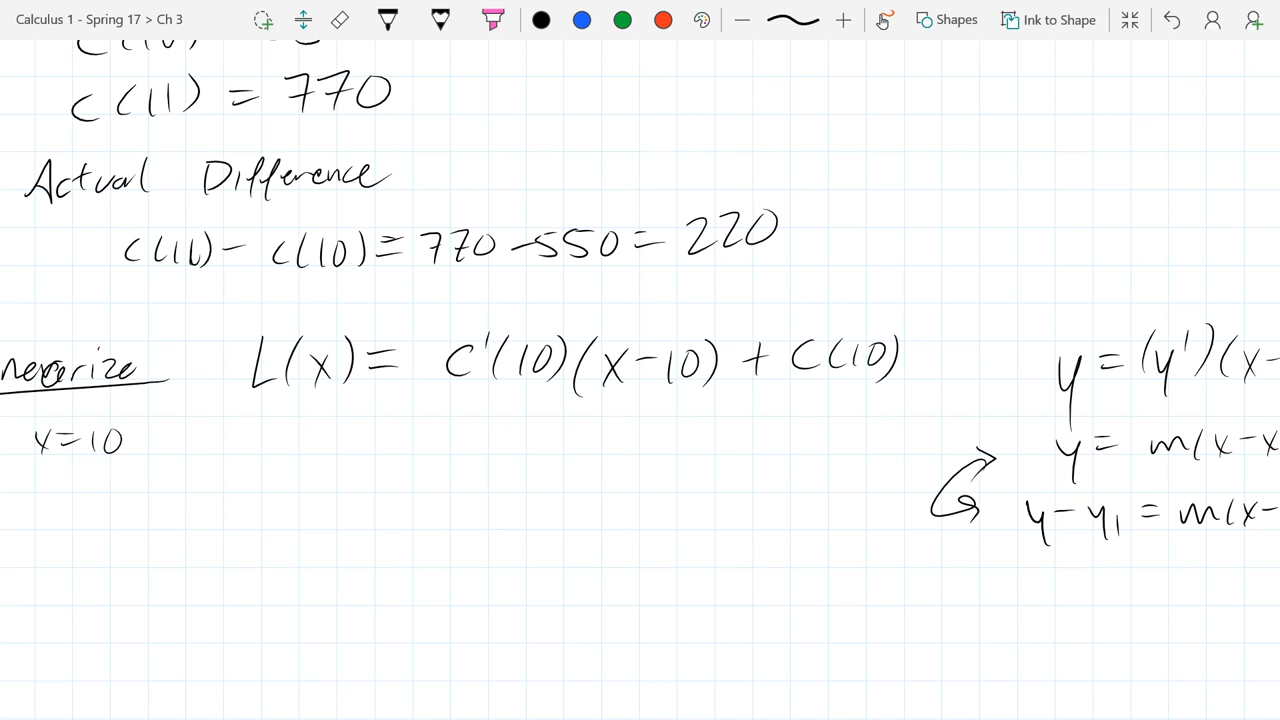 Calculus 1 - Spring 17 > Ch 3
Shapes
Ink to Shape
C(11) = 770
Actual Difference
C(11) - C(10) = 770 - 550 = 220
L(x) = C'(10)(x-10) + C(10)
x=10
y = (y')(x-
y = m(x-x
y - y₁ = m(x-